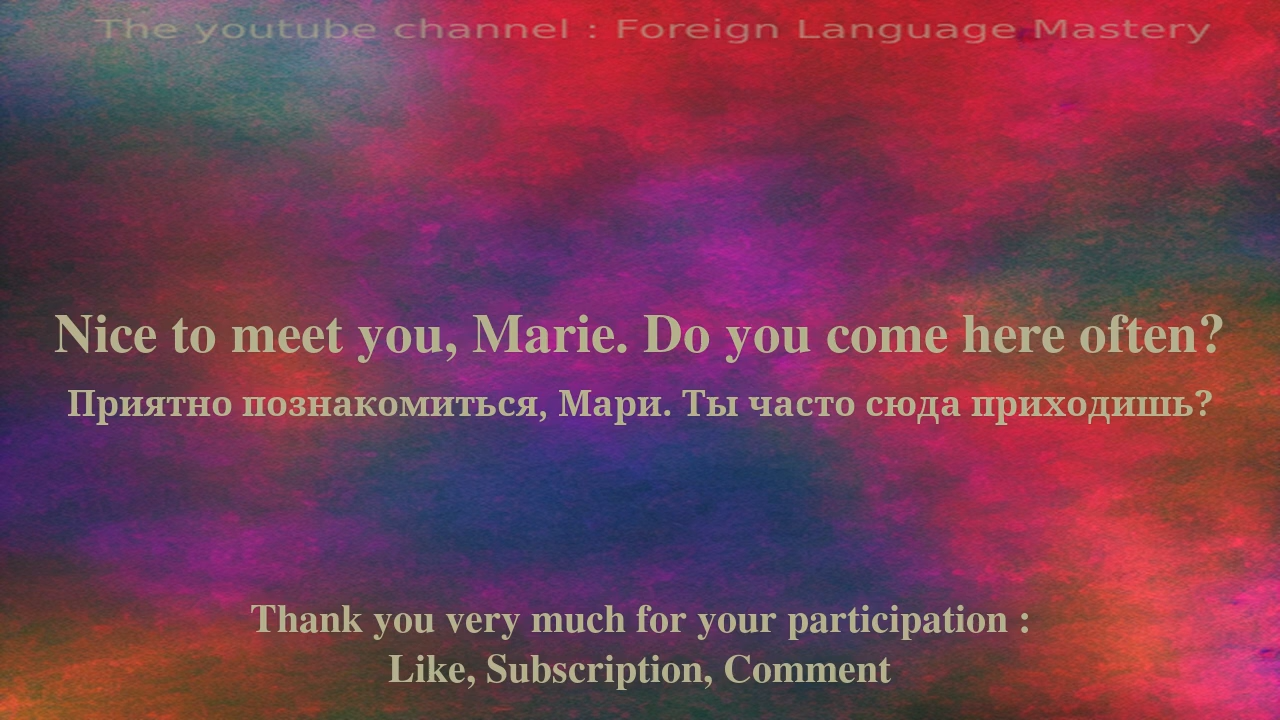 The youtube channel : Foreign Language Mastery
Nice to meet you, Marie. Do you come here often?
Приятно познакомиться, Мари. Ты часто сюда приходишь?
Thank you very much for your participation :
Like, Subscription, Comment